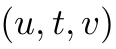 (u, t, v)